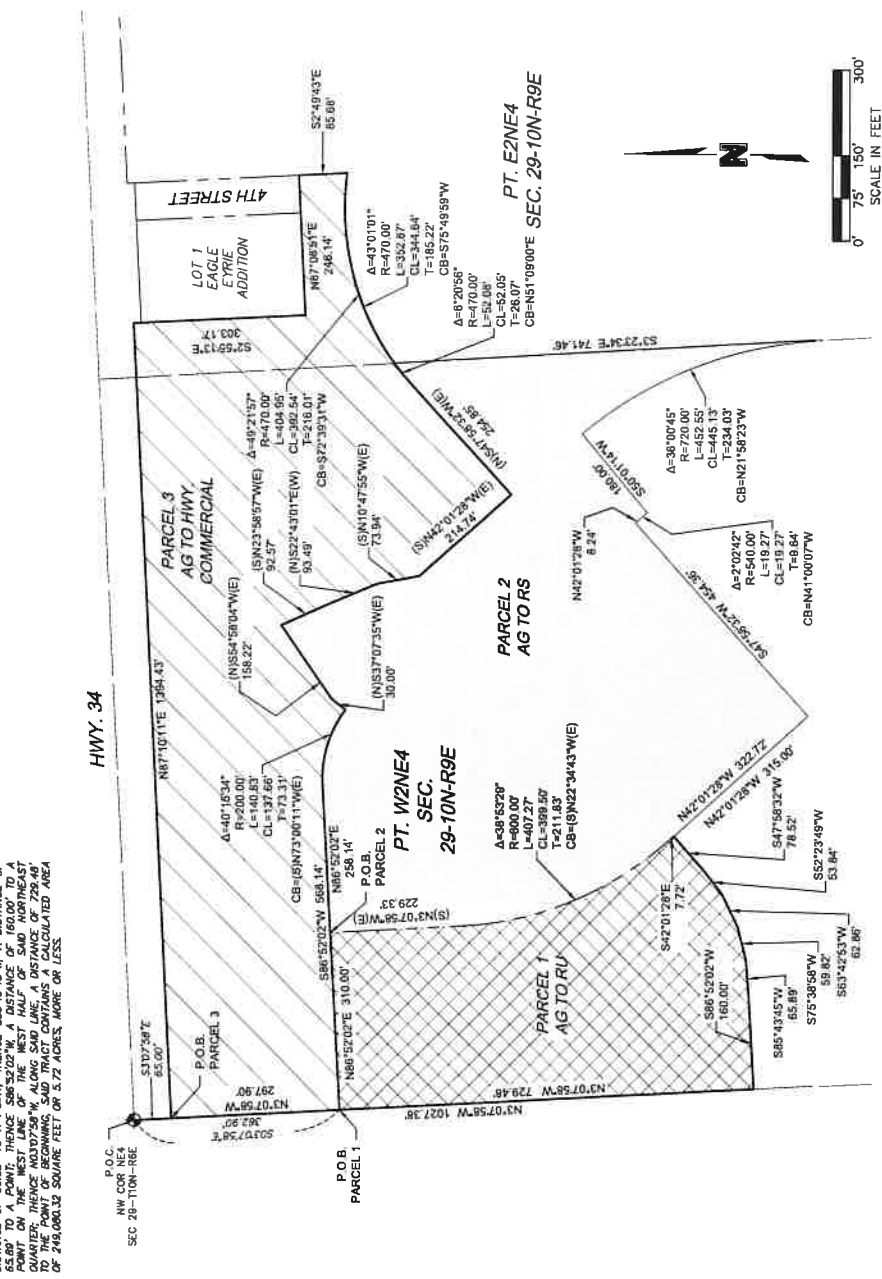 65.89' TO A POINT; THENCE S86°52'02"W, A DISTANCE OF 160.00' TO A
POINT ON THE WEST LINE OF THE WEST HALF OF SAID NORTHEAST
QUARTER; THENCE N03°07'58"W, ALONG SAID LINE, A DISTANCE OF 729.48'
TO THE POINT OF BEGINNING, SAID TRACT CONTAINS A CALCULATED AREA
OF 249,080.32 SQUARE FEET OR 5.72 ACRES, MORE OR LESS.
HWY. 34
P.O.C.
NW COR NE4
SEC 29-T10N-R6E
S3°07'58"E
65.00'
P.O.B.
PARCEL 3
N87°10'11"E 1394.43'
PARCEL 3
AG TO HWY.
COMMERCIAL
S2°55'13"E
303.17'
LOT 1
EAGLE
EYRIE
ADDITION
4TH STREET
S2°49'43"E
85.68'
N87°08'51"E
248.14'
Δ=43°01'01"
R=470.00'
L=352.87'
CL=344.64'
T=185.22'
CB=S75°49'59"W
Δ=6°20'56"
R=470.00'
L=52.08'
CL=52.05'
T=26.07'
CB=N51°09'00"E
PT. E2NE4
SEC. 29-10N-R9E
Δ=49°21'57"
R=470.00'
L=404.95'
CL=392.54'
T=216.01'
CB=S72°39'31"W
(N)S47°58'32"W(E)
254.85'
(S)N42°01'28"W(E)
214.74'
(S)N10°47'55"W(E)
73.94'
(N)S22°43'01"E(W)
93.49'
(S)N23°58'57"W(E)
92.57'
(N)S54°58'04"W(E)
158.22'
(N)S37°07'35"W(E)
30.00'
Δ=40°15'34"
R=200.00'
L=140.83'
CL=137.66'
T=73.31'
CB=(S)N73°00'11"W(E)
S86°52'02"W 568.14'
N86°52'02"E
258.14'
P.O.B.
PARCEL 2
N86°52'02"E 310.00'
N3°07'58"W
297.90'
S03°07'58"E
362.90'
P.O.B.
PARCEL 1
N3°07'58"W 729.48'
N3°07'58"W 1027.38'
PARCEL 1
AG TO RU
(S)N3°07'58"W(E)
229.33'
PT. W2NE4
SEC.
29-10N-R9E
Δ=38°53'29"
R=600.00'
L=407.27'
CL=399.50'
T=211.83'
CB=(S)N22°34'43"W(E)
PARCEL 2
AG TO RS
S3°23'34"E 741.46'
Δ=36°00'45"
R=720.00'
L=452.55'
CL=445.13'
T=234.03'
CB=N21°58'23"W
S50°01'14"W
180.00'
N42°01'28"W
8.24'
Δ=2°02'42"
R=540.00'
L=19.27'
CL=19.27'
T=9.64'
CB=N41°00'07"W
S47°58'32"W 454.36'
N42°01'28"W 322.72'
N42°01'28"W 315.00'
S42°01'28"E
7.72'
S47°58'32"W
78.52'
S52°23'49"W
53.84'
S63°42'53"W
62.86'
S75°38'58"W
59.82'
S85°43'45"W
65.89'
S86°52'02"W
160.00'
N
0' 75' 150' 300'
SCALE IN FEET